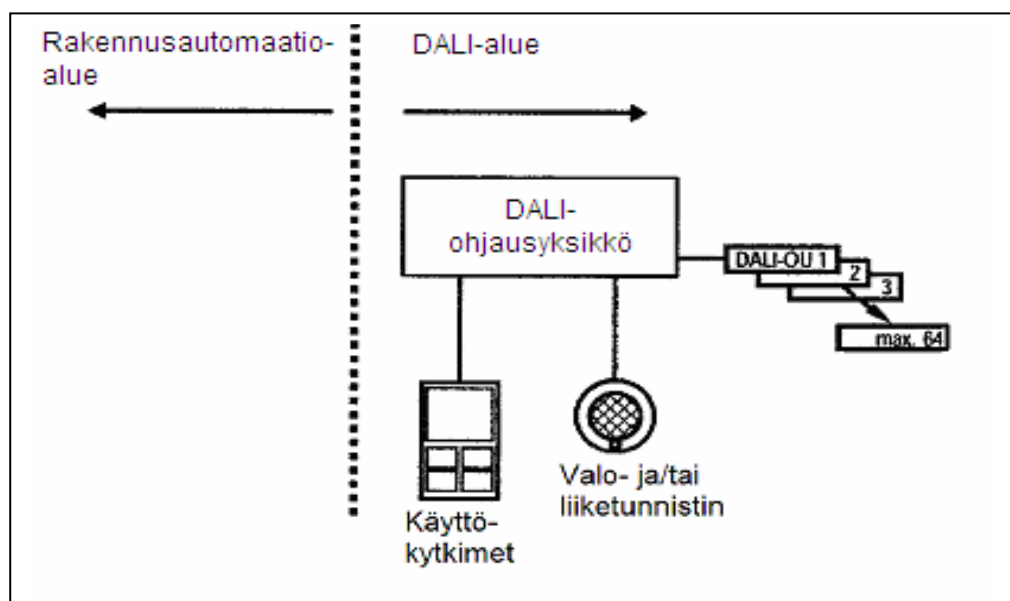 Rakennusautomaatio-
alue
DALI-alue
DALI-
ohjausyksikkö
DALI-OU 1
2
3
max. 64
Käyttö-
kytkimet
Valo- ja/tai
liiketunnistin